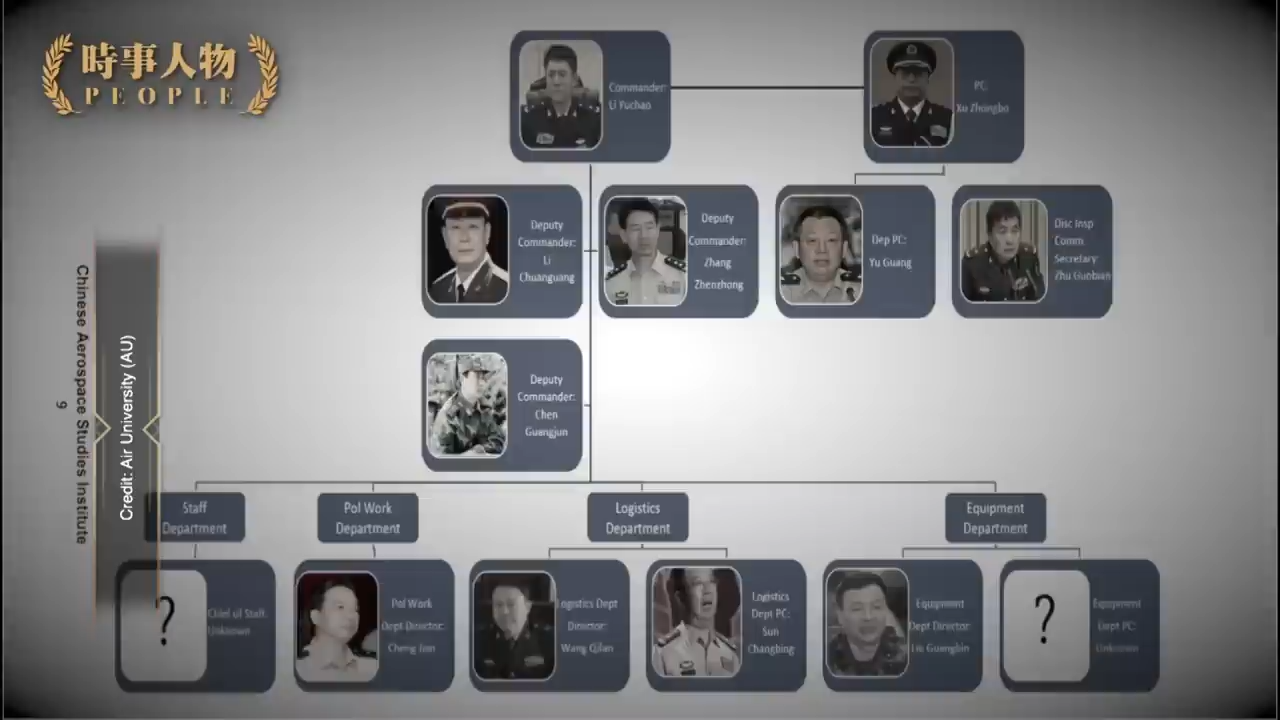 時事人物
PEOPLE
Commander:
Li Yuchao
PC:
Xu Zhongbo
Deputy
Commander:
Li
Chuanguang
Deputy
Commander:
Zhang
Zhenzhong
Dep PC:
Yu Guang
Disc Insp
Comm
Secretary:
Zhu Guobian
Deputy
Commander:
Chen
Guangjun
Staff
Department
Pol Work
Department
Logistics
Department
Equipment
Department
?
Chief of Staff:
Unknown
Pol Work
Dept Director:
Cheng Jian
Logistics Dept
Director:
Wang Qilan
Logistics
Dept PC:
Sun
Changbing
Equipment
Dept Director:
Liu Guangbin
?
Equipment
Dept PC:
Unknown
Chinese Aerospace Studies Institute
9
Credit: Air University (AU)